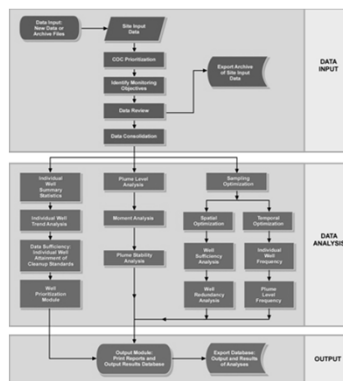 Data Input:
New Data or
Archive Files
Site Input
Data
COC Prioritization
Identify Monitoring
Objectives
Data Review
Export Archive
of Site Input
Data
Data Consolidation
DATA
INPUT
Individual
Well
Summary
Statistics
Individual Well
Trend Analysis
Data Sufficiency:
Individual Well
Attainment of
Cleanup Standards
Well
Prioritization
Module
Plume Level
Analysis
Moment Analysis
Plume Stability
Analysis
Sampling
Optimization
Spatial
Optimization
Well
Sufficiency
Analysis
Well
Redundancy
Analysis
Temporal
Optimization
Individual
Well
Frequency
Plume
Level
Frequency
DATA
ANALYSIS
Output Module:
Print Reports and
Output Results Database
Export Database:
Output and Results
of Analyses
OUTPUT